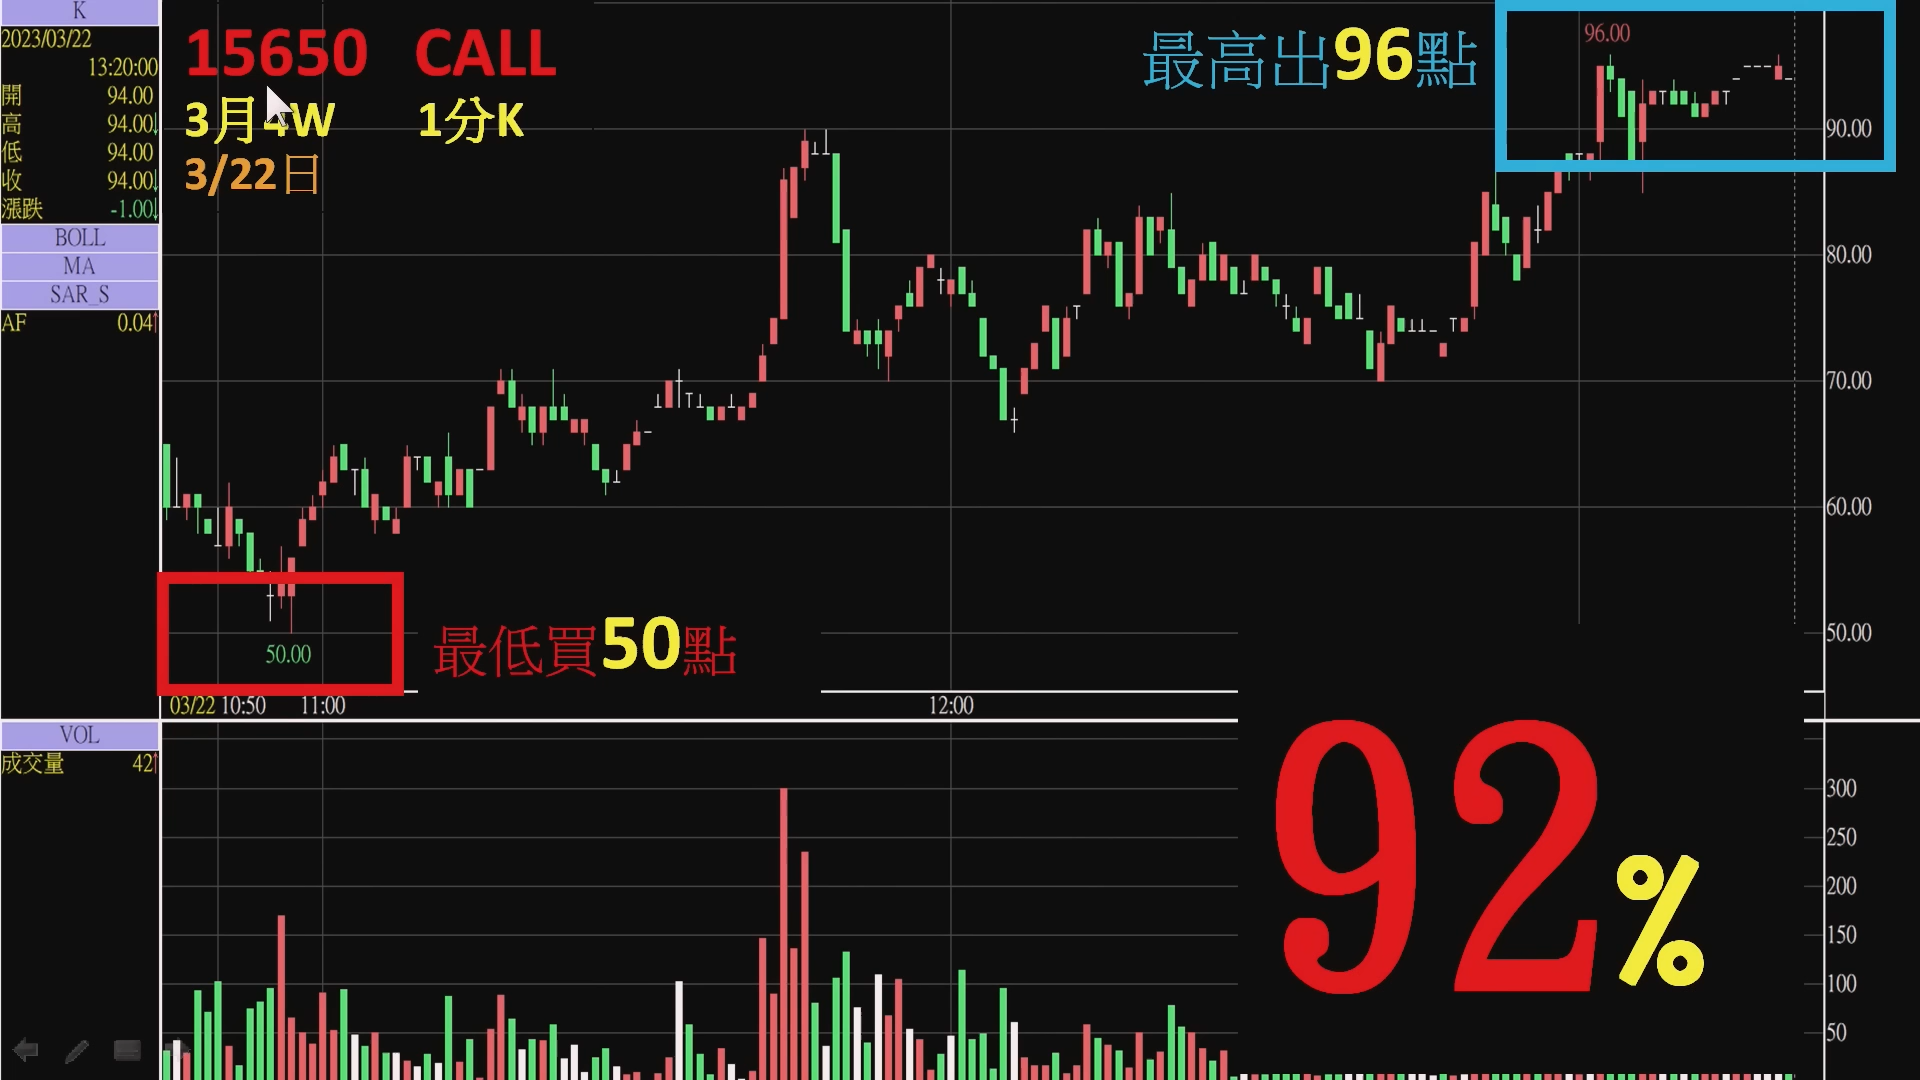 K
2023/03/22
13:20:00
開 94.00
高 94.00↓
低 94.00
收 94.00↓
漲跌 -1.00↓
BOLL
MA
SAR_S
AF 0.04↑
15650 CALL
3月4W 1分K
3/22日
最高出96點
96.00
90.00
80.00
70.00
60.00
50.00
50.00
最低買50點
03/22 10:50 11:00 12:00
VOL
成交量 42↑
92%
300
250
200
150
100
50